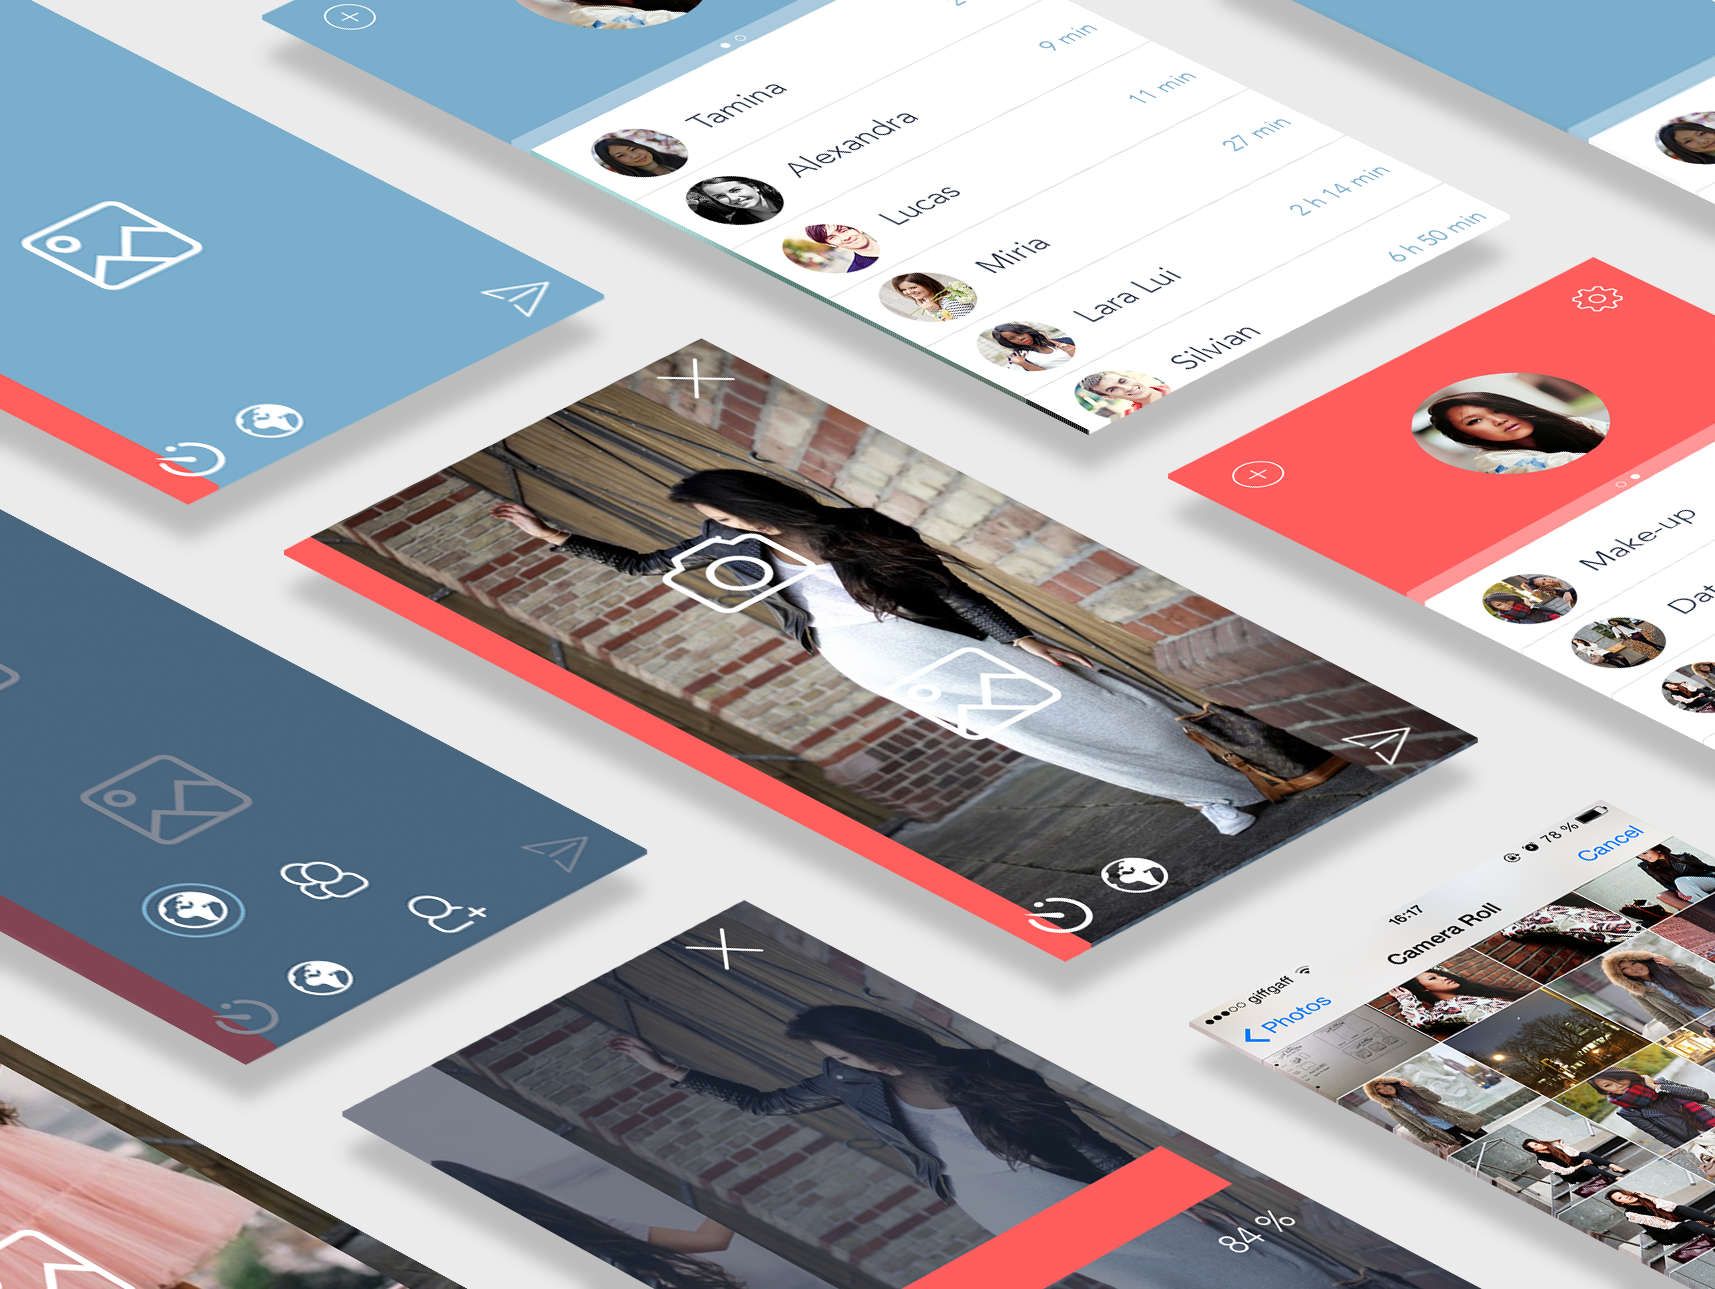 Tamina
9 min
Alexandra
11 min
Lucas
27 min
Miria
2 h 14 min
Lara Lui
6 h 50 min
Silvian
Make-up
78 %
Cancel
16:17
Camera Roll
giffgaff
Photos
84 %